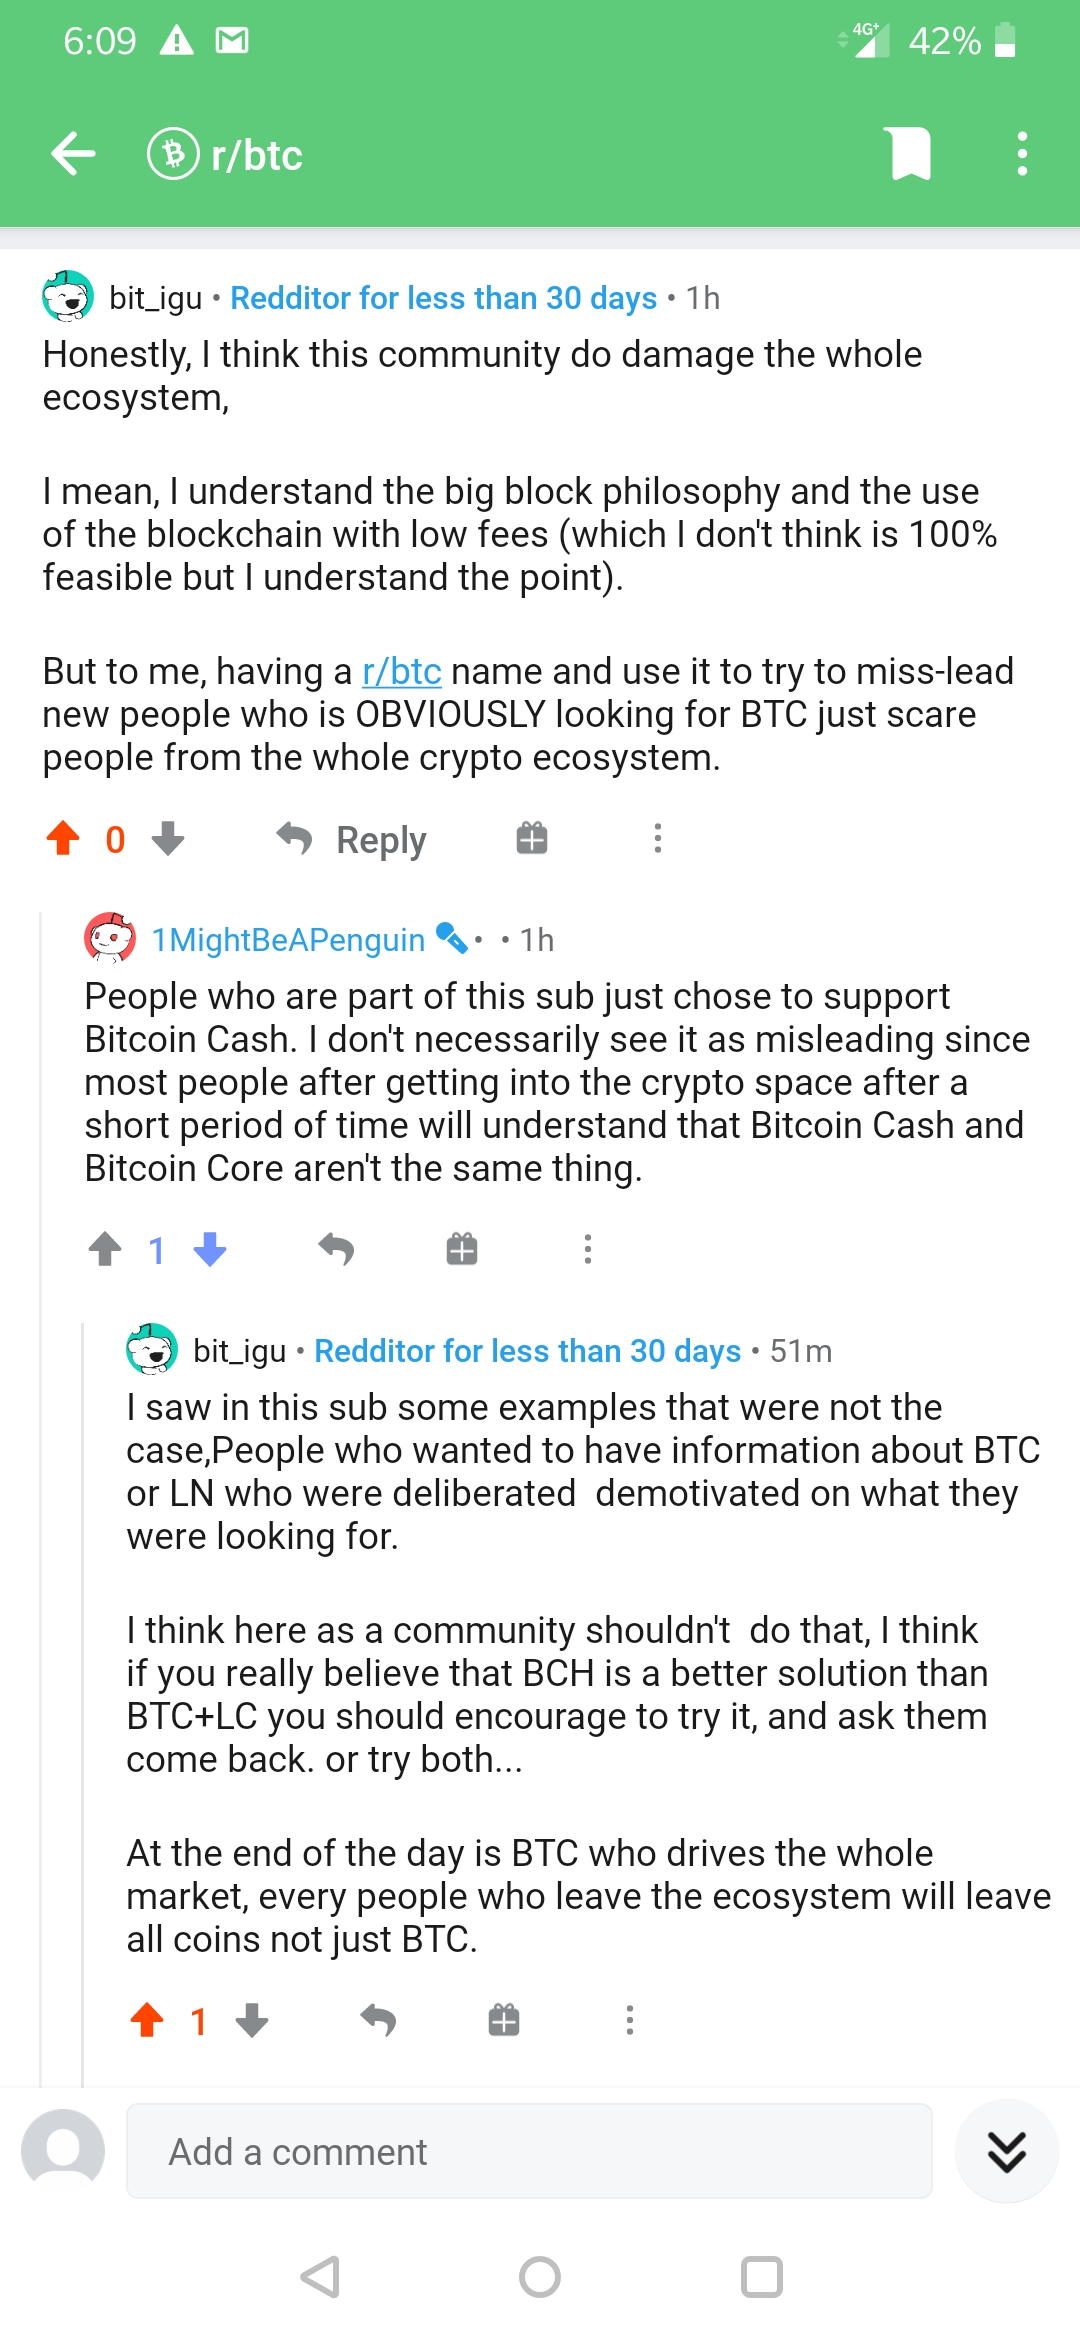 6:09
4G+
42%
r/btc
bit_igu • Redditor for less than 30 days • 1h
Honestly, I think this community do damage the whole
ecosystem,
I mean, I understand the big block philosophy and the use
of the blockchain with low fees (which I don't think is 100%
feasible but I understand the point).
But to me, having a r/btc name and use it to try to miss-lead
new people who is OBVIOUSLY looking for BTC just scare
people from the whole crypto ecosystem.
0
Reply
1MightBeAPenguin • • 1h
People who are part of this sub just chose to support
Bitcoin Cash. I don't necessarily see it as misleading since
most people after getting into the crypto space after a
short period of time will understand that Bitcoin Cash and
Bitcoin Core aren't the same thing.
1
bit_igu • Redditor for less than 30 days • 51m
I saw in this sub some examples that were not the
case,People who wanted to have information about BTC
or LN who were deliberated  demotivated on what they
were looking for.
I think here as a community shouldn't  do that, I think
if you really believe that BCH is a better solution than
BTC+LC you should encourage to try it, and ask them
come back. or try both...
At the end of the day is BTC who drives the whole
market, every people who leave the ecosystem will leave
all coins not just BTC.
1
Add a comment